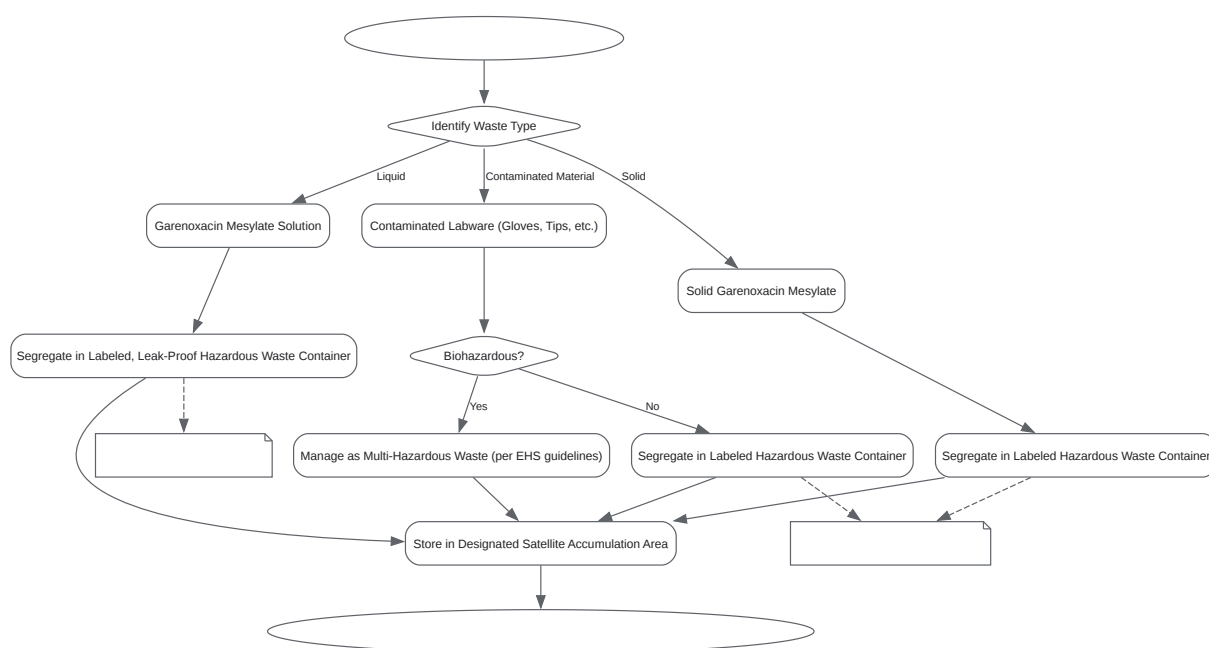 Identify Waste Type
Liquid
Contaminated Material
Solid
Garenoxacin Mesylate Solution
Contaminated Labware (Gloves, Tips, etc.)
Solid Garenoxacin Mesylate
Segregate in Labeled, Leak-Proof Hazardous Waste Container
Biohazardous?
Yes
No
Manage as Multi-Hazardous Waste (per EHS guidelines)
Segregate in Labeled Hazardous Waste Container
Segregate in Labeled Hazardous Waste Container
Store in Designated Satellite Accumulation Area